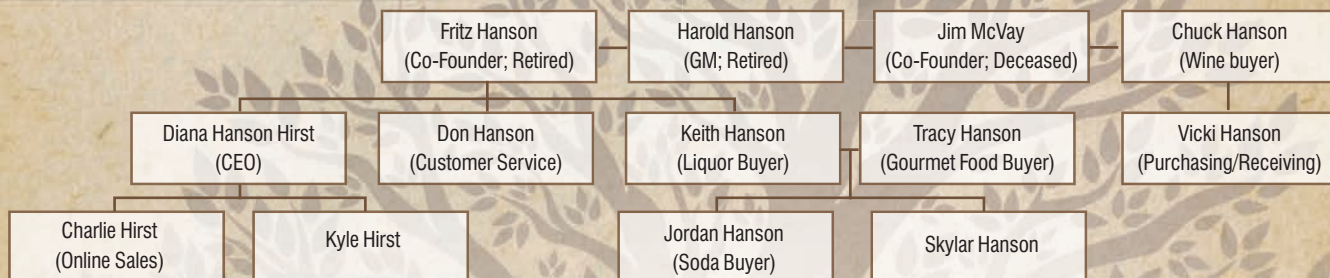 Fritz Hanson
(Co-Founder; Retired)
Harold Hanson
(GM; Retired)
Jim McVay
(Co-Founder; Deceased)
Chuck Hanson
(Wine buyer)
Diana Hanson Hirst
(CEO)
Don Hanson
(Customer Service)
Keith Hanson
(Liquor Buyer)
Tracy Hanson
(Gourmet Food Buyer)
Vicki Hanson
(Purchasing/Receiving)
Charlie Hirst
(Online Sales)
Kyle Hirst
Jordan Hanson
(Soda Buyer)
Skylar Hanson